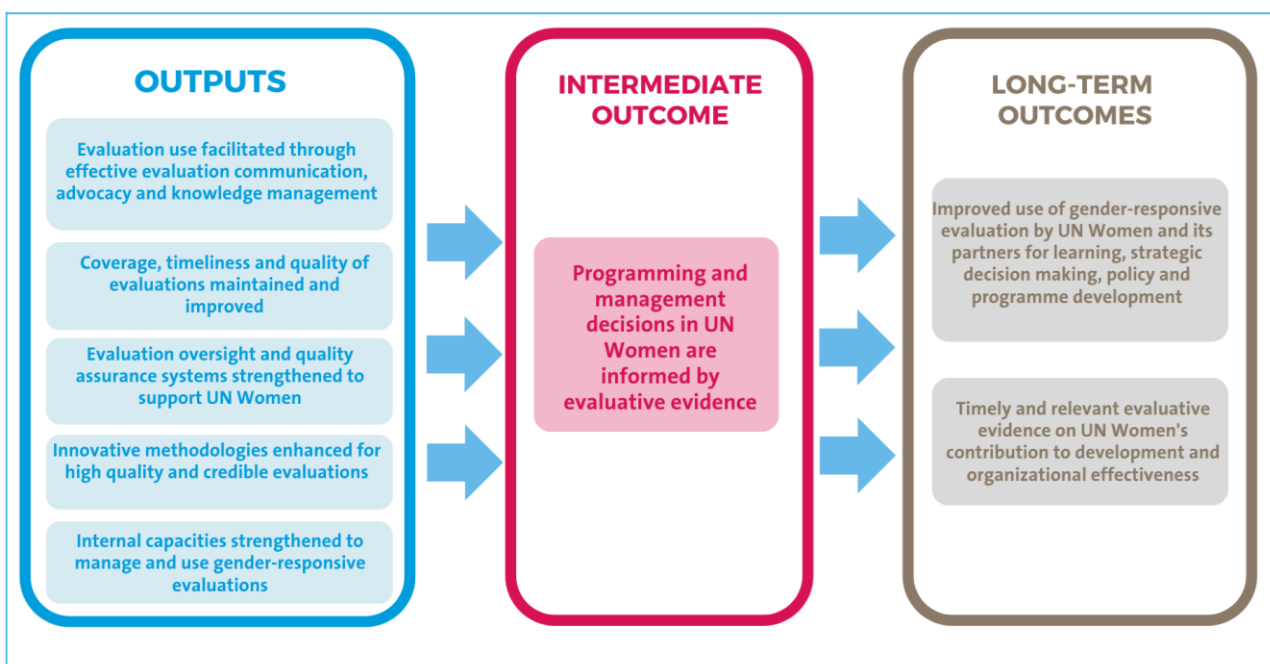 OUTPUTS
Evaluation use facilitated through
effective evaluation communication,
advocacy and knowledge management
Coverage, timeliness and quality of
evaluations maintained and
improved
Evaluation oversight and quality
assurance systems strengthened to
support UN Women
Innovative methodologies enhanced for
high quality and credible evaluations
Internal capacities strengthened to
manage and use gender-responsive
evaluations
INTERMEDIATE
OUTCOME
Programming and
management
decisions in UN
Women are
informed by
evaluative evidence
LONG-TERM
OUTCOMES
Improved use of gender-responsive
evaluation by UN Women and its
partners for learning, strategic
decision making, policy and
programme development
Timely and relevant evaluative
evidence on UN Women's
contribution to development and
organizational effectiveness